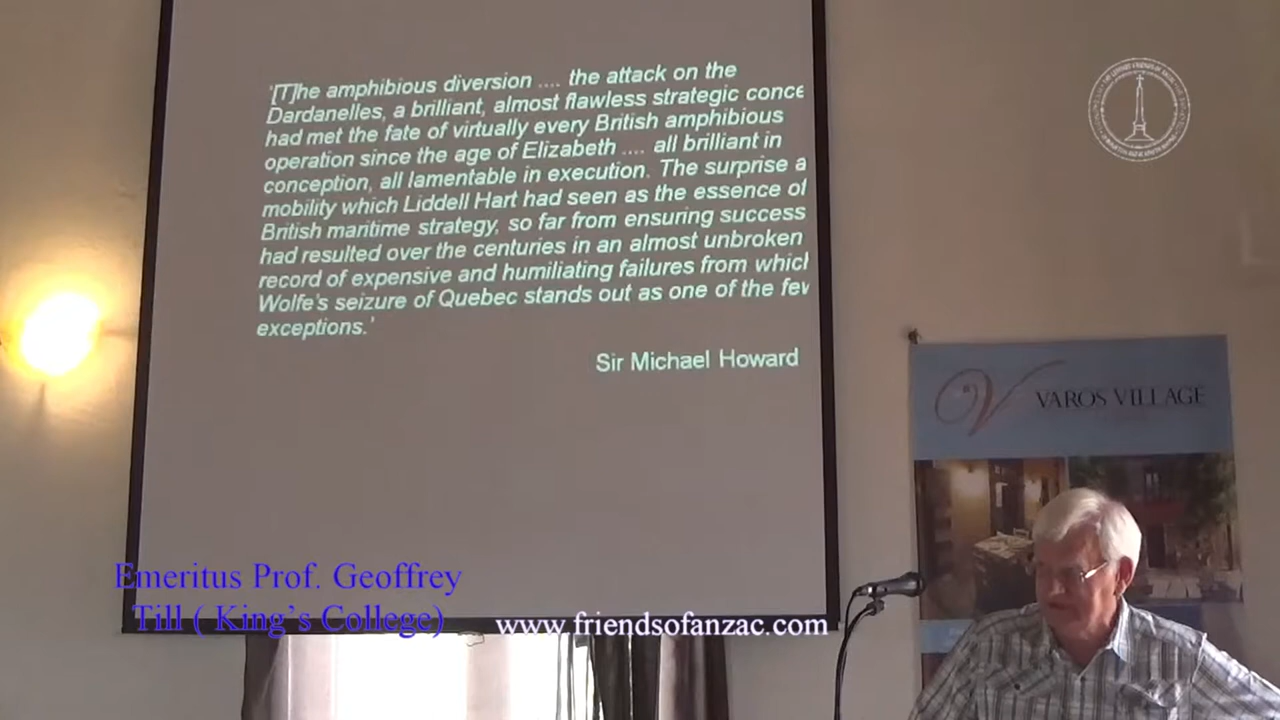 '[T]he amphibious diversion .... the attack on the
Dardanelles, a brilliant, almost flawless strategic conce
had met the fate of virtually every British amphibious
operation since the age of Elizabeth .... all brilliant in
conception, all lamentable in execution. The surprise a
mobility which Liddell Hart had seen as the essence of
British maritime strategy, so far from ensuring success
had resulted over the centuries in an almost unbroken
record of expensive and humiliating failures from which
Wolfe's seizure of Quebec stands out as one of the few
exceptions.'
Sir Michael Howard
V VAROS VILLAGE
Emeritus Prof. Geoffrey
Till ( King's College)
www.friendsofanzac.com